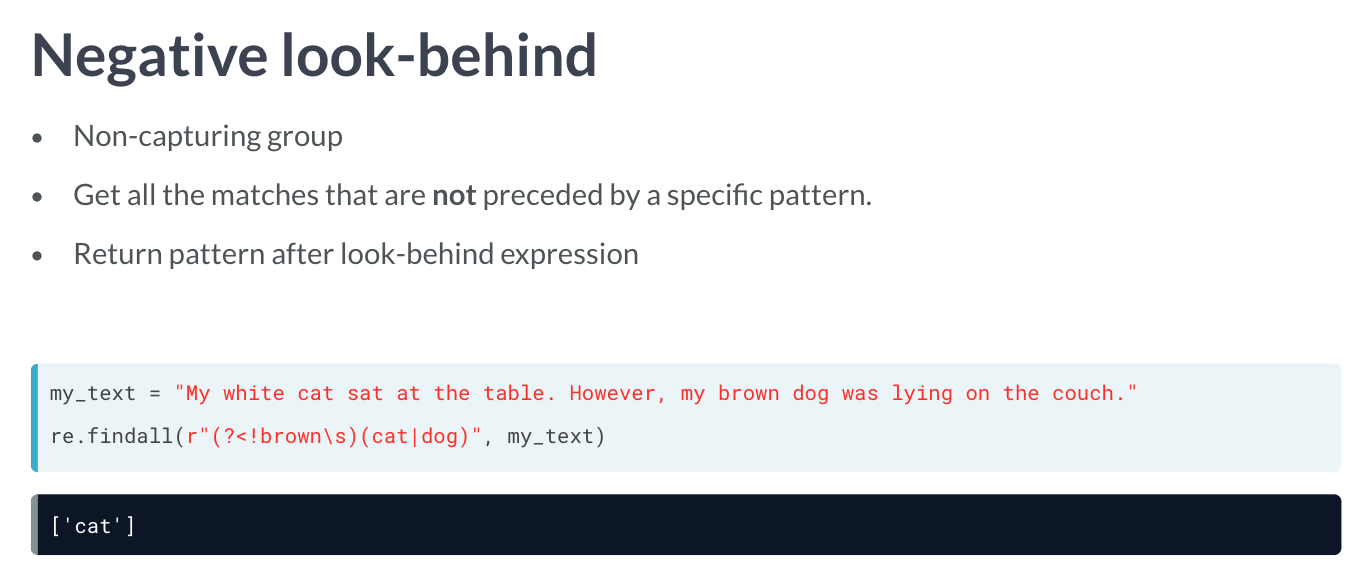 Negative look-behind
• Non-capturing group
• Get all the matches that are not preceded by a specific pattern.
• Return pattern after look-behind expression
my_text = "My white cat sat at the table. However, my brown dog was lying on the couch."
re.findall(r"(?<!brown\s)(cat|dog)", my_text)
['cat']